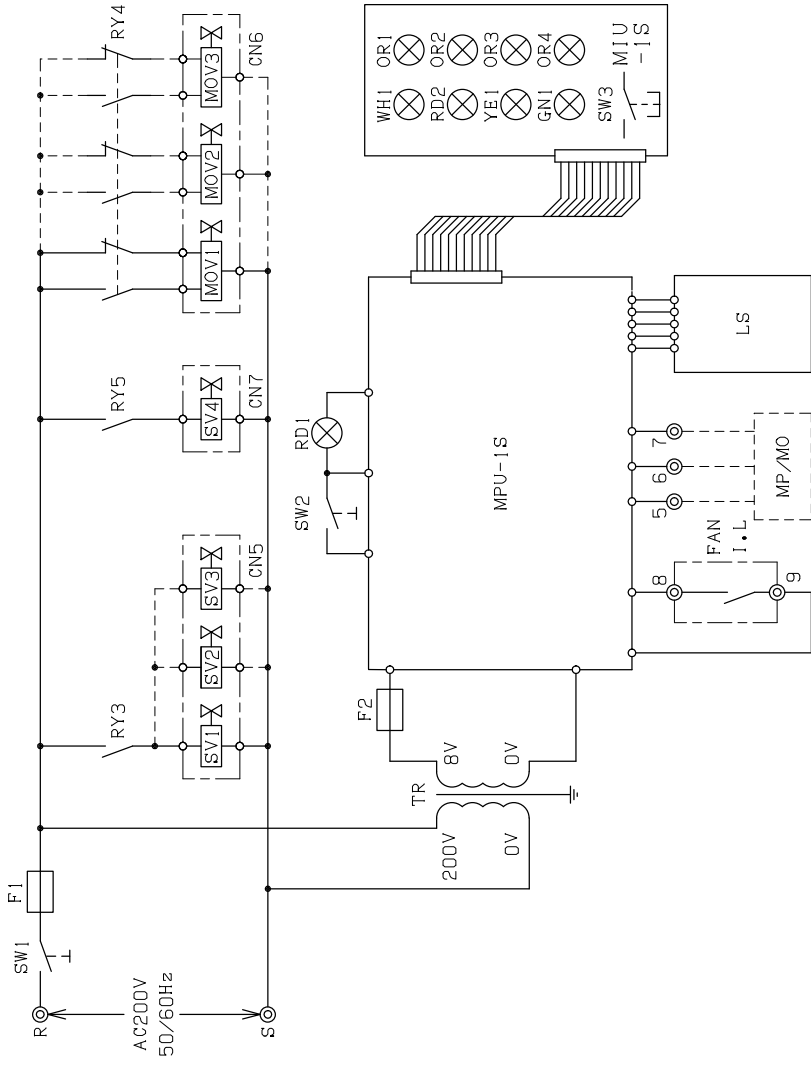 R
SW1
F1
RY3
RY5
RY4
AC200V
50/60Hz
SV1
SV2
SV3
SV4
MOV1
MOV2
MOV3
CN5
CN7
CN6
S
SW2
RD1
TR
F2
200V
8V
0V
0V
MPU-1S
WH1
OR1
RD2
OR2
YE1
OR3
GN1
OR4
SW3
MIU
-1S
8
5
6
7
FAN
I.L
9
MP/MO
LS